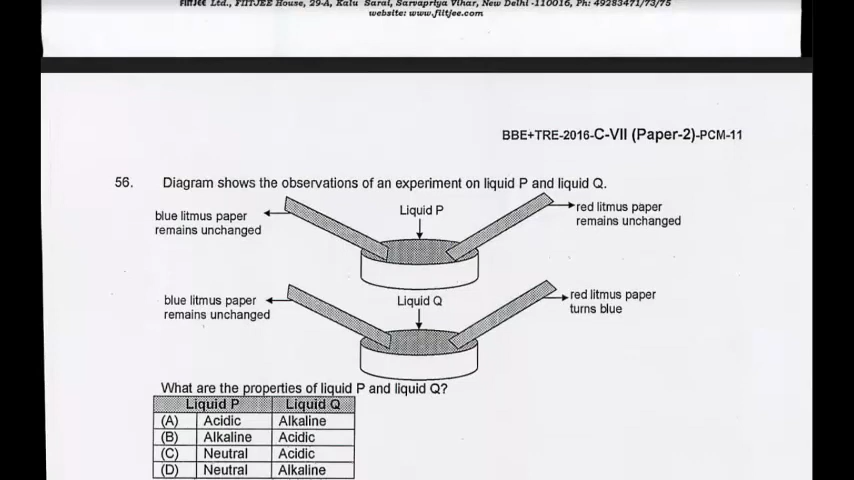 FIITJEE Ltd., FIITJEE House, 29-A, Kalu Sarai, Sarvapriya Vihar, New Delhi -110016, Ph: 49283471/73/75
website: www.fiitjee.com
BBE+TRE-2016-C-VII (Paper-2)-PCM-11
56. Diagram shows the observations of an experiment on liquid P and liquid Q.
blue litmus paper
remains unchanged
Liquid P
red litmus paper
remains unchanged
blue litmus paper
remains unchanged
Liquid Q
red litmus paper
turns blue
What are the properties of liquid P and liquid Q?
Liquid P Liquid Q
(A) Acidic Alkaline
(B) Alkaline Acidic
(C) Neutral Acidic
(D) Neutral Alkaline